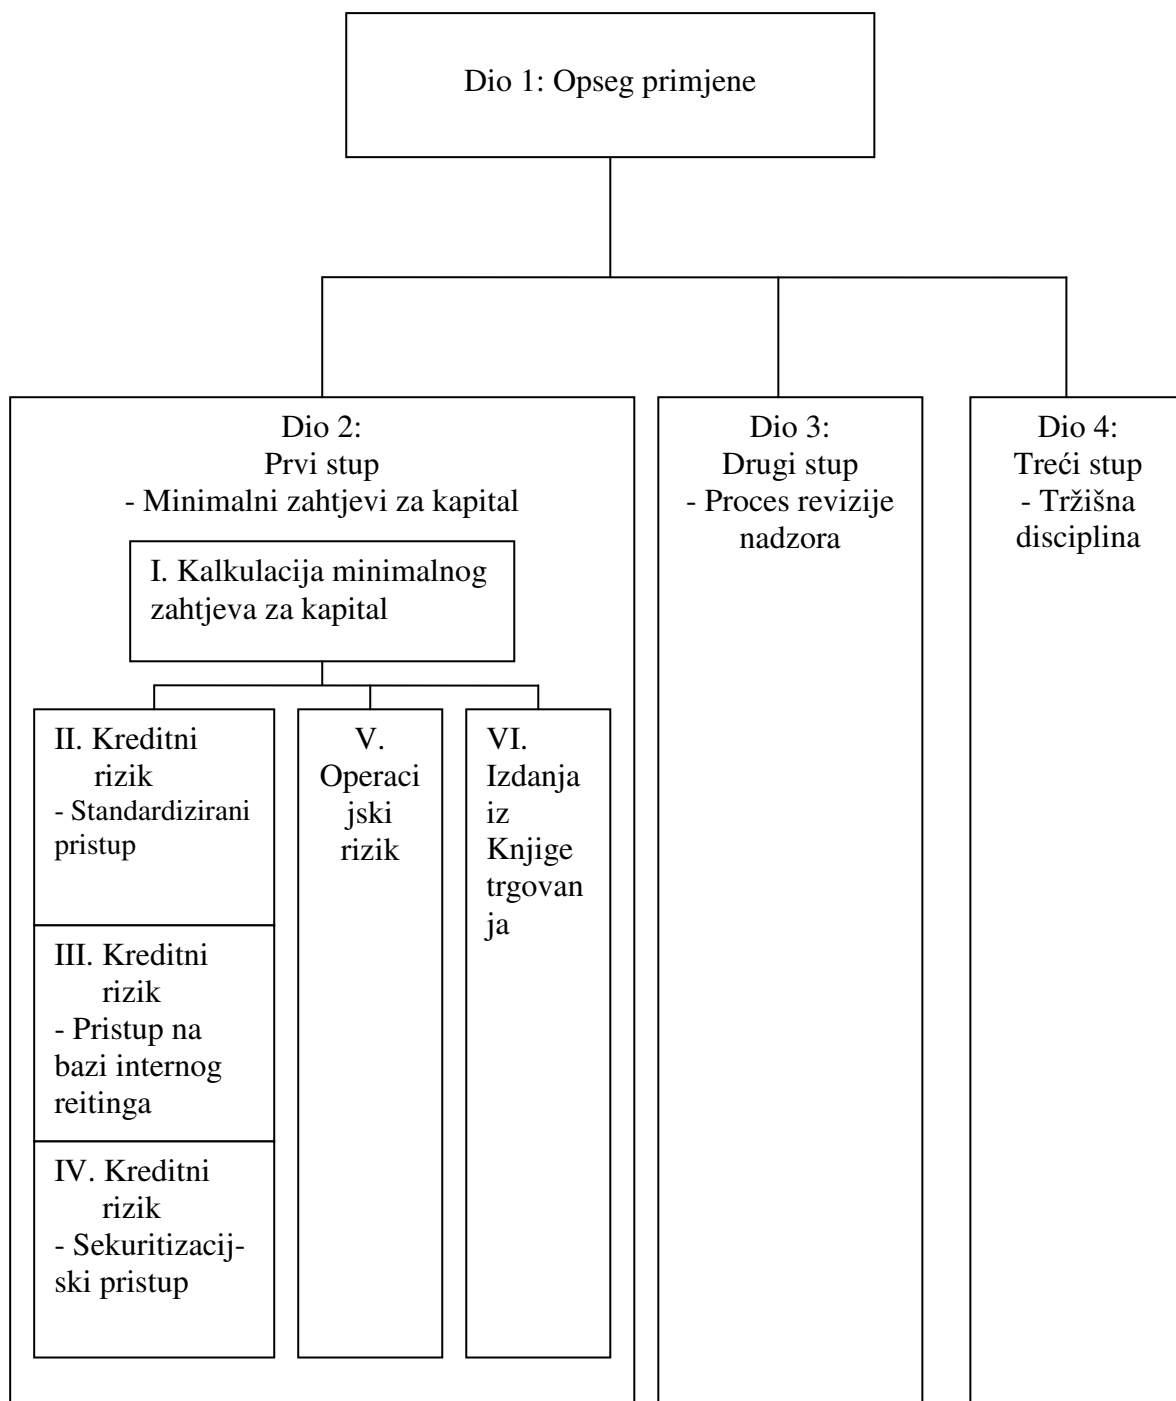 Dio 1: Opseg primjene
Dio 2:
Prvi stup
- Minimalni zahtjevi za kapital
I. Kalkulacija minimalnog
zahtjeva za kapital
II. Kreditni
rizik
- Standardizirani
pristup
III. Kreditni
rizik
- Pristup na
bazi internog
reitinga
IV. Kreditni
rizik
- Sekuritizacij-
ski pristup
V.
Operaci
jski
rizik
VI.
Izdanja
iz
Knjige
trgovan
ja
Dio 3:
Drugi stup
- Proces revizije
nadzora
Dio 4:
Treći stup
- Tržišna
disciplina